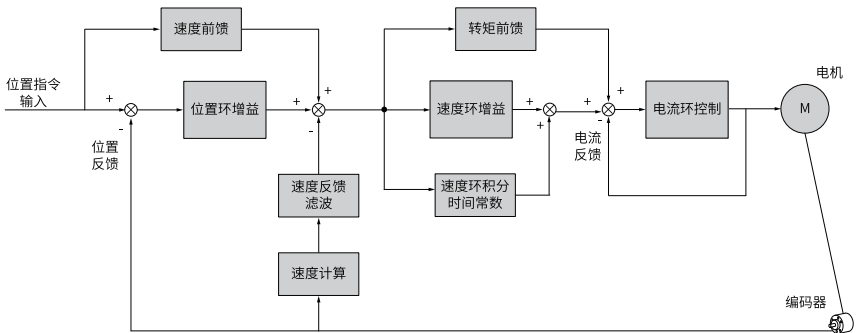 速度前馈
转矩前馈
位置指令
输入
+
-
位置
反馈
位置环增益
+
+
-
速度环增益
+
+
速度环积分
时间常数
+
+
-
电流
反馈
电流环控制
电机
M
速度反馈
滤波
速度计算
编码器